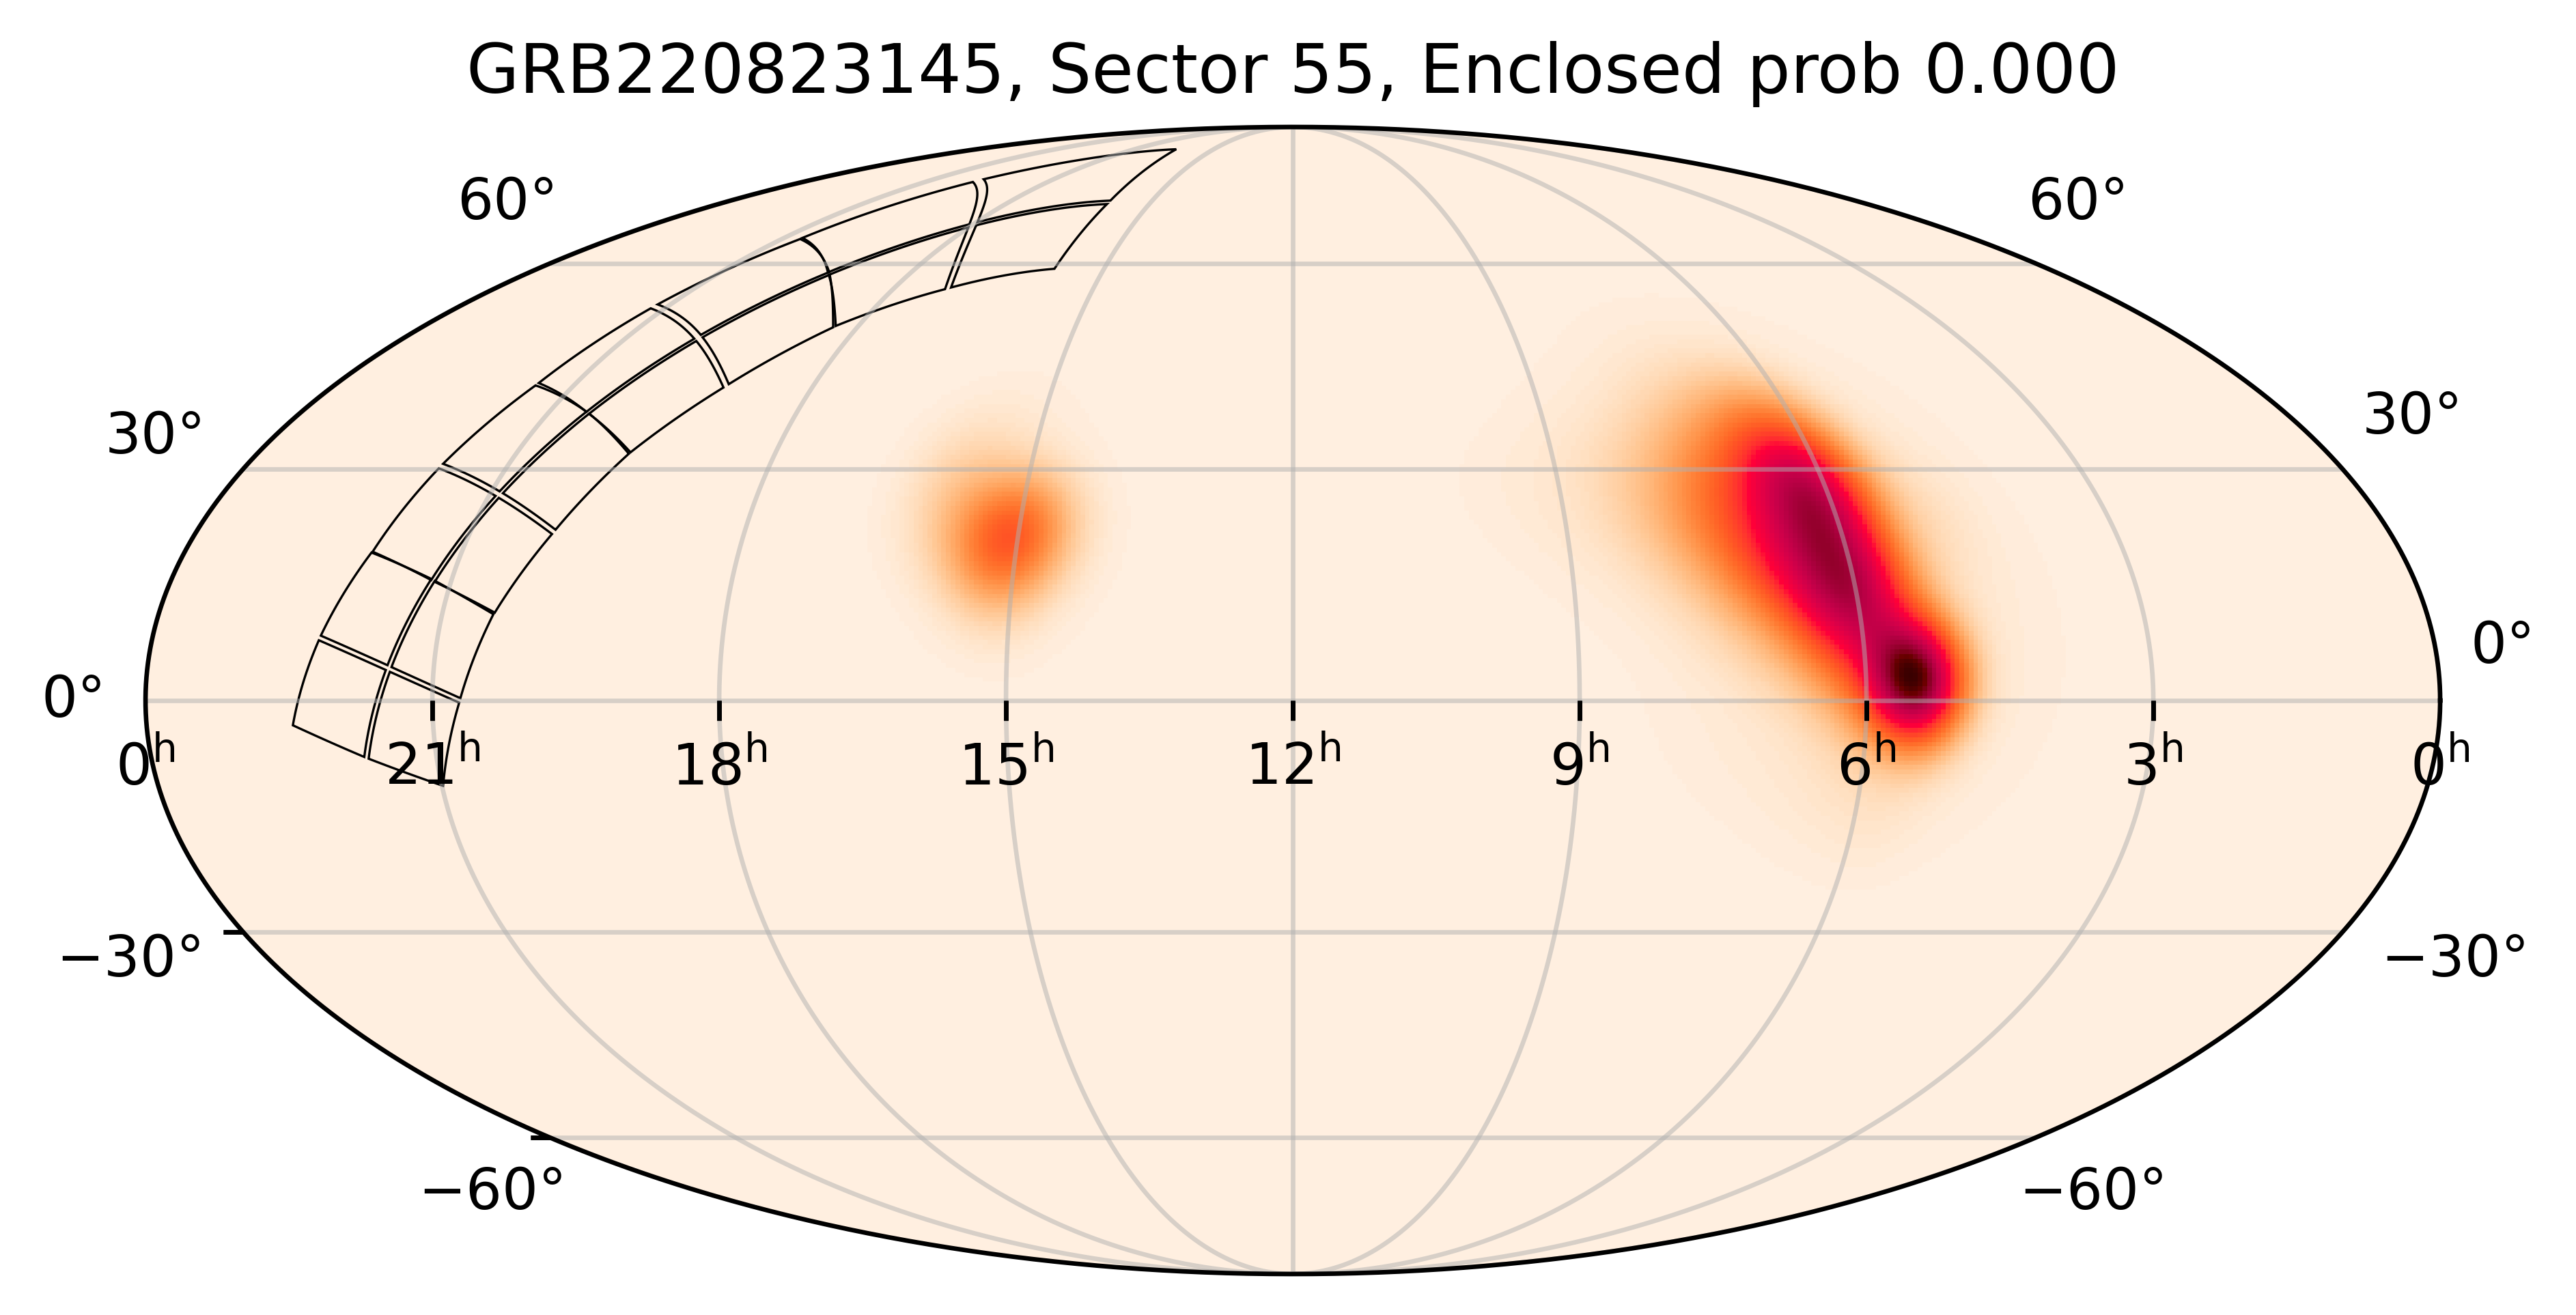 GRB220823145, Sector 55, Enclosed prob 0.000
60° 60°
30° 30°
0° 0°
0h 21h 18h 15h 12h 9h 6h 3h 0h
−30° −30°
−60° −60°